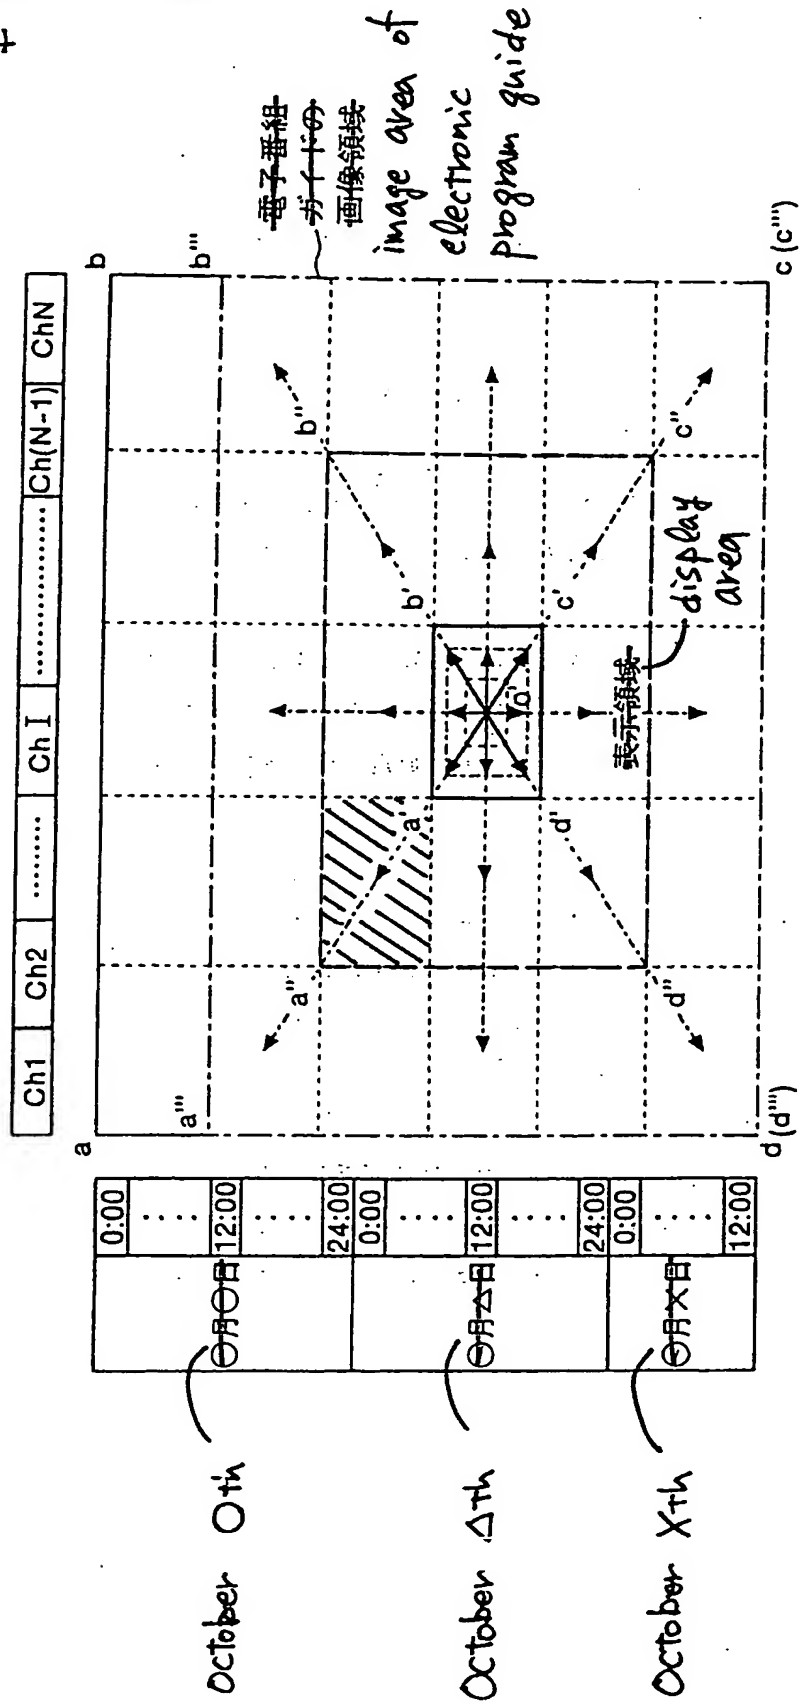 Ch1 Ch2 ........ Ch I ................ Ch(N-1) ChN
a
b
a'''
b'''
a''
b''
a
b'
o'
d'
c'
d''
c''
d (d''')
c (c''')
電子番組
ガイドの
画像領域
image area of
electronic
program guide
表示領域
display
area
○月○日
0:00
.....
12:00
.....
24:00
○月△日
0:00
.....
12:00
.....
24:00
○月×日
0:00
.....
12:00
October ○th
October △th
October X th